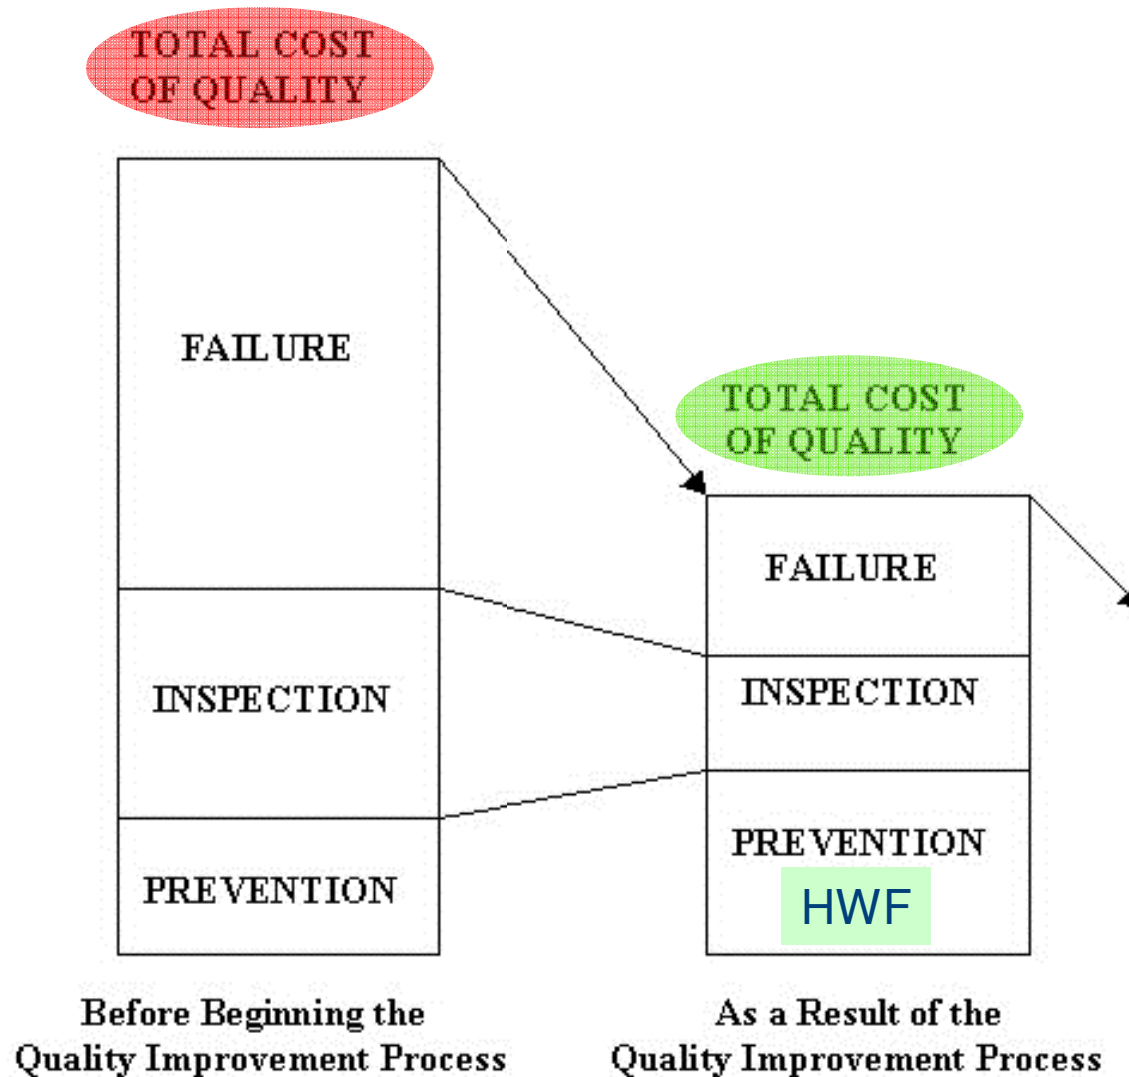 TOTAL COST
OF QUALITY
FAILURE
INSPECTION
PREVENTION
Before Beginning the
Quality Improvement Process
TOTAL COST
OF QUALITY
FAILURE
INSPECTION
PREVENTION
HWF
As a Result of the
Quality Improvement Process